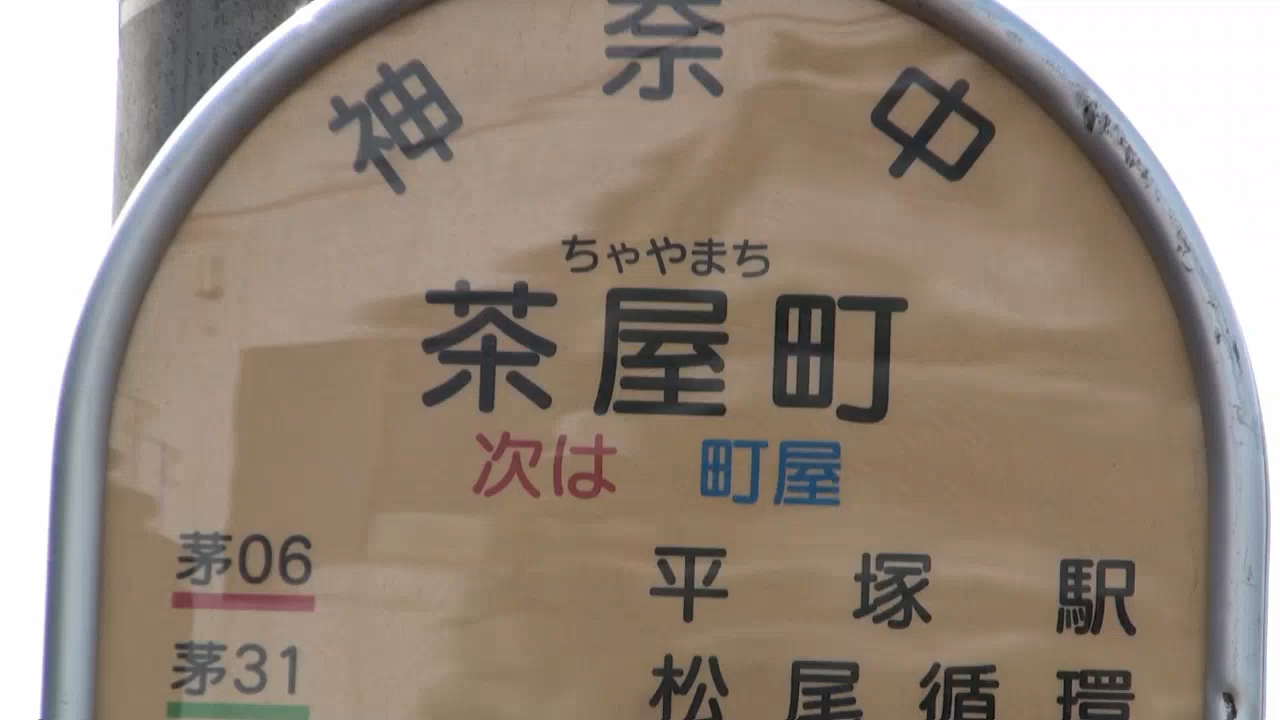 神奈中
ちゃやまち
茶屋町
次は 町屋
茅06 平塚駅
茅31 松尾循環